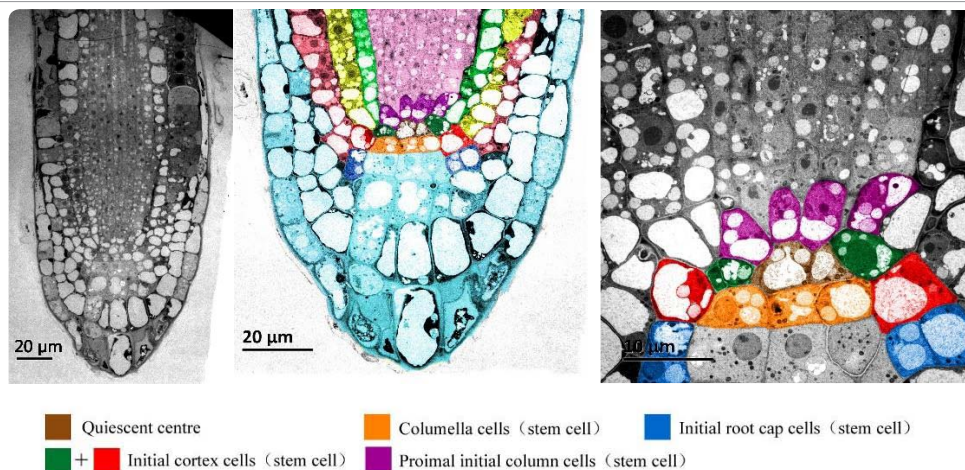 20 μm
20 μm
10 μm
Quiescent centre
Columella cells（stem cell）
Initial root cap cells（stem cell）
+ Initial cortex cells（stem cell）
Proimal initial column cells（stem cell）